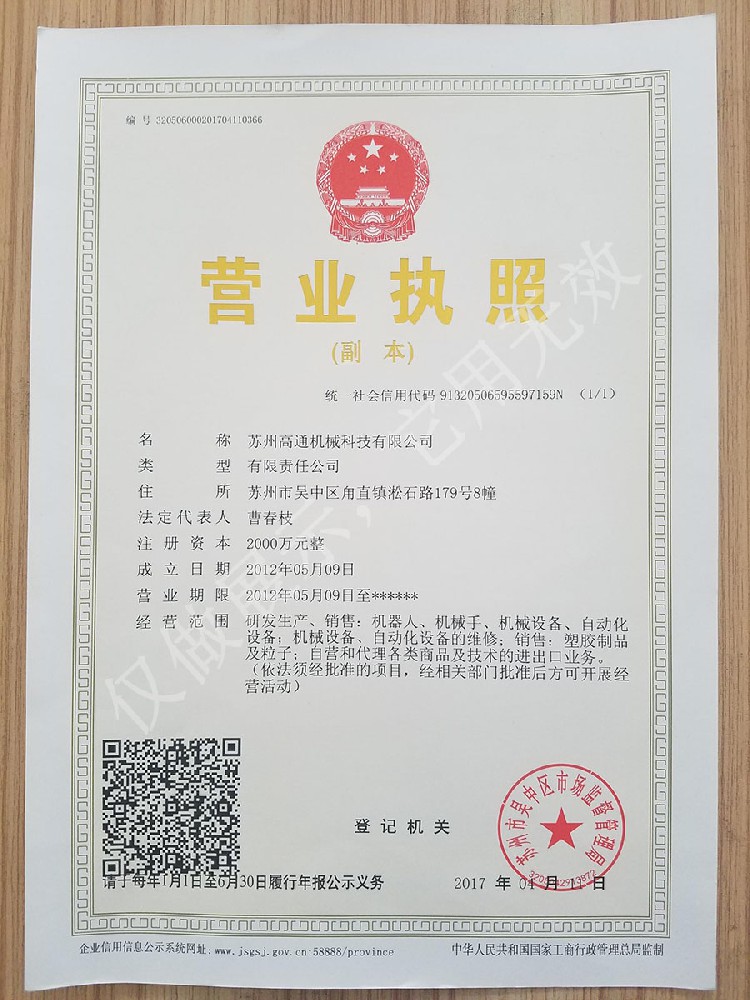 编 号 320506000201704110366
营业执照
(副 本)
统一社会信用代码 91320506595597159N (1/1)
名 称 苏州高通机械科技有限公司
类 型 有限责任公司
住 所 苏州市吴中区甪直镇淞石路179号8幢
法定代表人 曹春枝
注册资本 2000万元整
成立日期 2012年05月09日
营业期限 2012年05月09日至******
经营范围 研发生产、销售：机器人、机械手、机械设备、自动化
设备；机械设备、自动化设备的维修；销售：塑胶制品
及粒子；自营和代理各类商品及技术的进出口业务。
（依法须经批准的项目，经相关部门批准后方可开展经
营活动）
仅做展示，它用无效
登记机关
苏州市吴中区市场监督管理局
请于每年1月1日至6月30日履行年报公示义务
2017 年 04 月 11 日
企业信用信息公示系统网址：www.jsgsj.gov.cn:58888/province
中华人民共和国国家工商行政管理总局监制